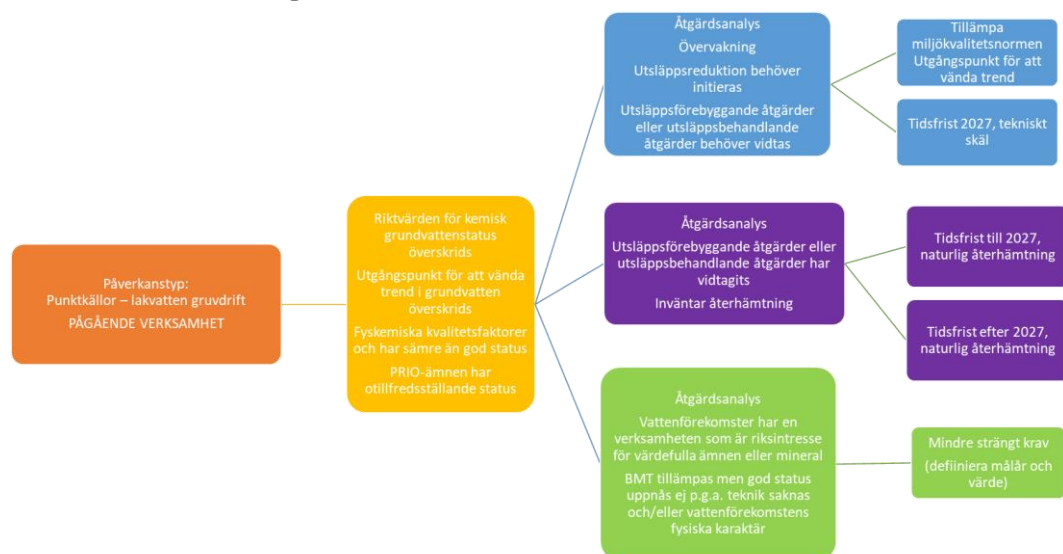 Påverkanstyp:
Punktkällor – lakvatten gruvdrift
PÅGÅENDE VERKSAMHET
Riktvärden för kemisk
grundvattenstatus
överskrids
Utgångspunkt för att vända
trend i grundvatten
överskrids
Fyskemiska kvalitetsfaktorer
och har sämre än god status
PRIO-ämnen har
otillfredsställande status
Åtgärdsanalys
Övervakning
Utsläppsreduktion behöver
initieras
Utsläppsförebyggande åtgärder
eller utsläppsbehandlande
åtgärder behöver vidtas
Tillämpa
miljökvalitetsnormen
Utgångspunkt för att
vända trend
Tidsfrist 2027, tekniskt
skäl
Åtgärdsanalys
Utsläppsförebyggande åtgärder eller
utsläppsbehandlande åtgärder har
vidtagits
Inväntar återhämtning
Tidsfrist till 2027,
naturlig återhämtning
Tidsfrist efter 2027,
naturlig återhämtning
Åtgärdsanalys
Vattenförekomster har en
verksamheten som är riksintresse
för värdefulla ämnen eller mineral
BMT tillämpas men god status
uppnås ej p.g.a. teknik saknas
och/eller vattenförekomstens
fysiska karaktär
Mindre strängt krav
(defiiniera målår och
värde)